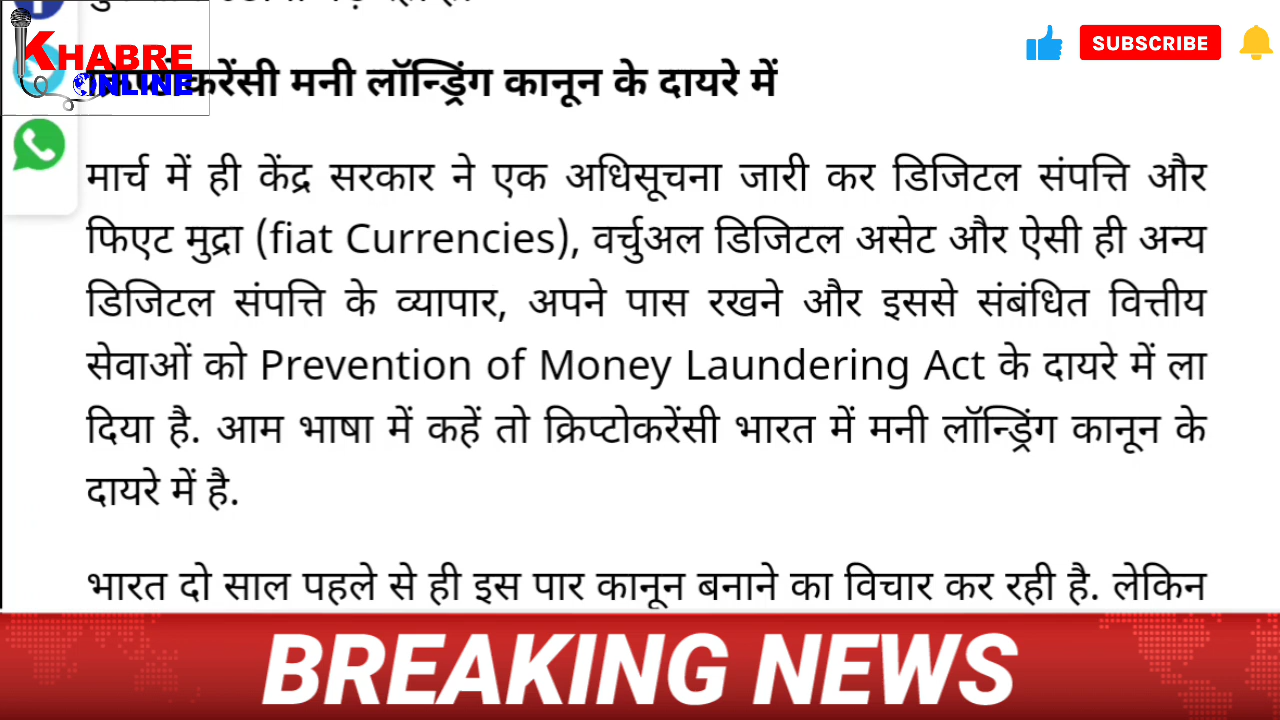 KHABRE
ONLINE
SUBSCRIBE
करेंसी मनी लॉन्ड्रिंग कानून के दायरे में
मार्च में ही केंद्र सरकार ने एक अधिसूचना जारी कर डिजिटल संपत्ति और
फिएट मुद्रा (fiat Currencies), वर्चुअल डिजिटल असेट और ऐसी ही अन्य
डिजिटल संपत्ति के व्यापार, अपने पास रखने और इससे संबंधित वित्तीय
सेवाओं को Prevention of Money Laundering Act के दायरे में ला
दिया है. आम भाषा में कहें तो क्रिप्टोकरेंसी भारत में मनी लॉन्ड्रिंग कानून के
दायरे में है.
भारत दो साल पहले से ही इस पार कानून बनाने का विचार कर रही है. लेकिन
BREAKING NEWS